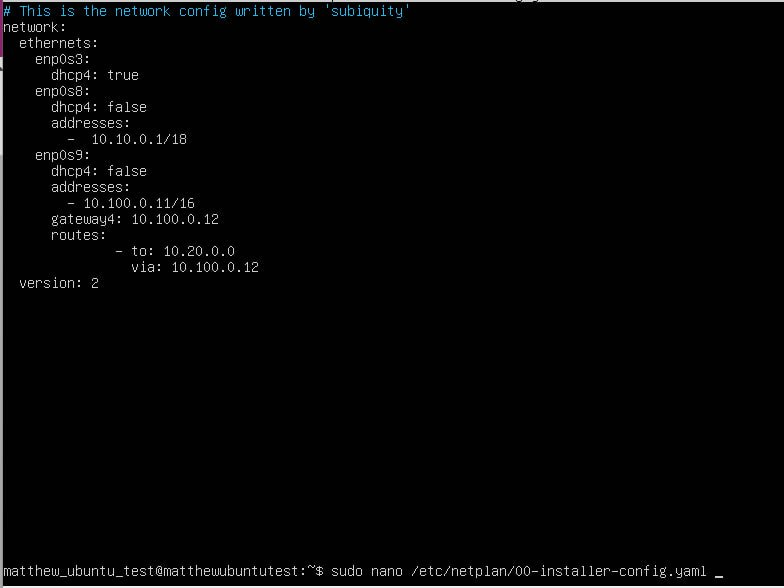 # This is the network config written by 'subiquity'
network:
  ethernets:
    enp0s3:
      dhcp4: true
    enp0s8:
      dhcp4: false
      addresses:
        -  10.10.0.1/18
    enp0s9:
      dhcp4: false
      addresses:
        - 10.100.0.11/16
      gateway4: 10.100.0.12
      routes:
              - to: 10.20.0.0
                via: 10.100.0.12
  version: 2
matthew_ubuntu_test@matthewubuntutest:~$ sudo nano /etc/netplan/00-installer-config.yaml _